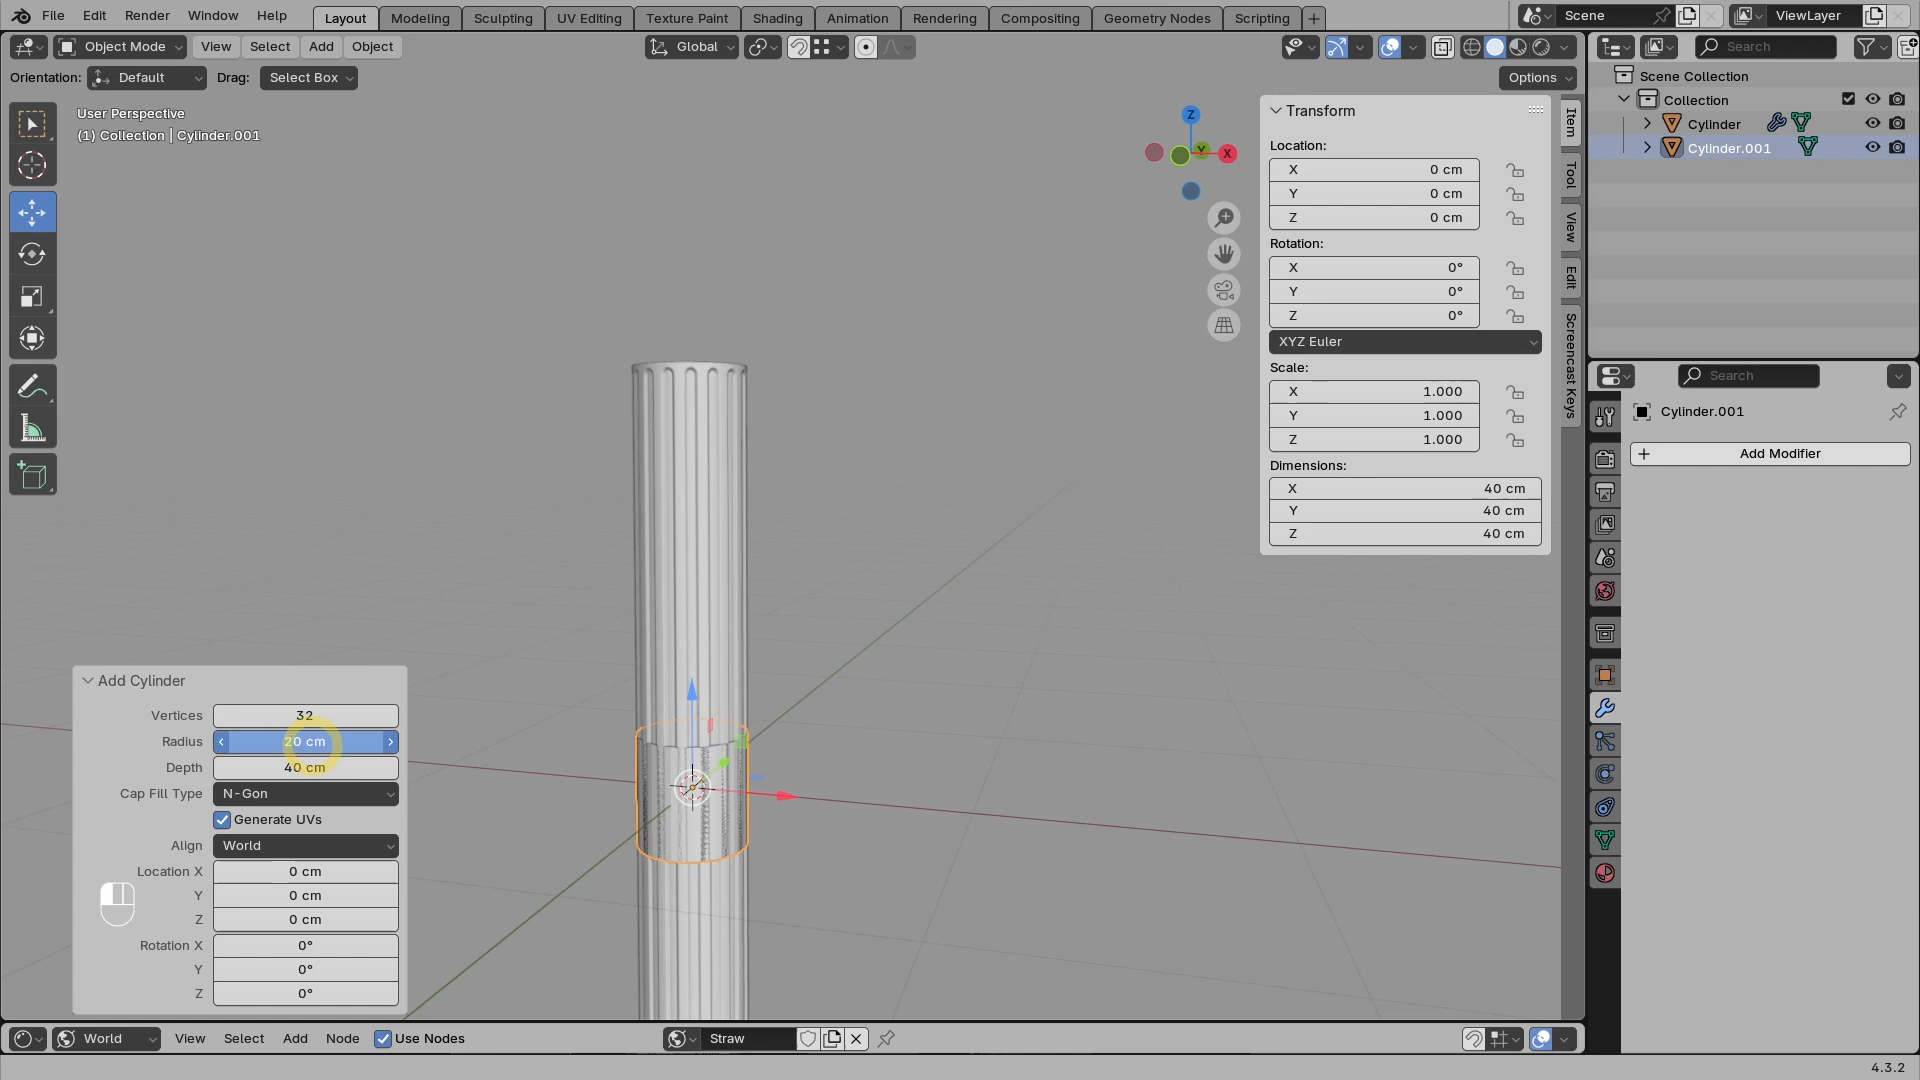 File Edit Render Window Help Layout Modeling Sculpting UV Editing Texture Paint Shading Animation Rendering Compositing Geometry Nodes Scripting + Scene ViewLayer
Object Mode View Select Add Object Global Search
Orientation: Default Drag: Select Box Options
User Perspective
(1) Collection | Cylinder.001
Z
Y
X
Transform
Location:
X 0 cm
Y 0 cm
Z 0 cm
Rotation:
X 0°
Y 0°
Z 0°
XYZ Euler
Scale:
X 1.000
Y 1.000
Z 1.000
Dimensions:
X 40 cm
Y 40 cm
Z 40 cm
Item
Tool
View
Edit
Screencast Keys
Scene Collection
Collection
Cylinder
Cylinder.001
Search
Cylinder.001
+ Add Modifier
Add Cylinder
Vertices 32
Radius 20 cm
Depth 40 cm
Cap Fill Type N-Gon
Generate UVs
Align World
Location X 0 cm
Y 0 cm
Z 0 cm
Rotation X 0°
Y 0°
Z 0°
World View Select Add Node Use Nodes Straw
4.3.2